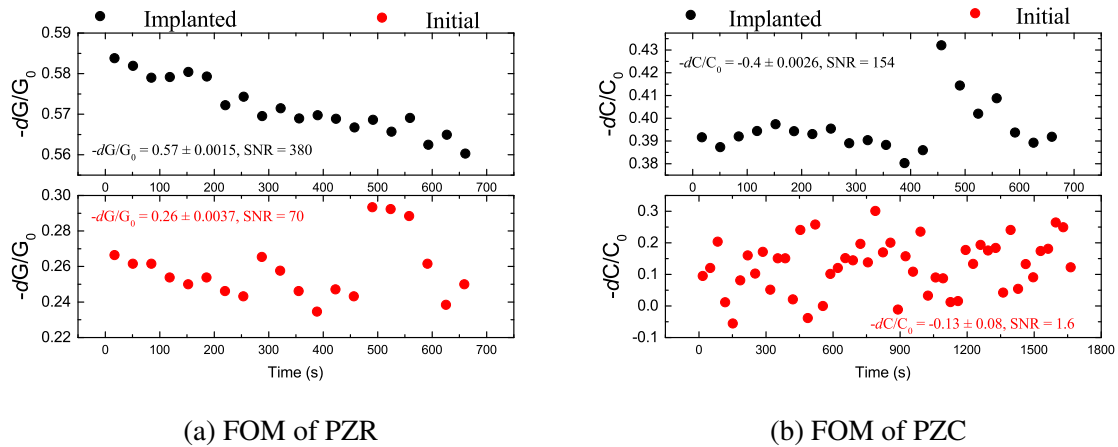 Implanted Initial
0.59
0.58
0.57
0.56
-dG/G₀
-dG/G₀ = 0.57 ± 0.0015, SNR = 380
0 100 200 300 400 500 600 700
0.30
0.28
0.26
0.24
0.22
-dG/G₀
-dG/G₀ = 0.26 ± 0.0037, SNR = 70
0 100 200 300 400 500 600 700
Time (s)
(a) FOM of PZR
Implanted Initial
0.43
0.42
0.41
0.40
0.39
0.38
-dC/C₀
-dC/C₀ = -0.4 ± 0.0026, SNR = 154
0 100 200 300 400 500 600 700
0.3
0.2
0.1
0.0
-0.1
-dC/C₀
-dC/C₀ = -0.13 ± 0.08, SNR = 1.6
0 300 600 900 1200 1500 1800
Time (s)
(b) FOM of PZC